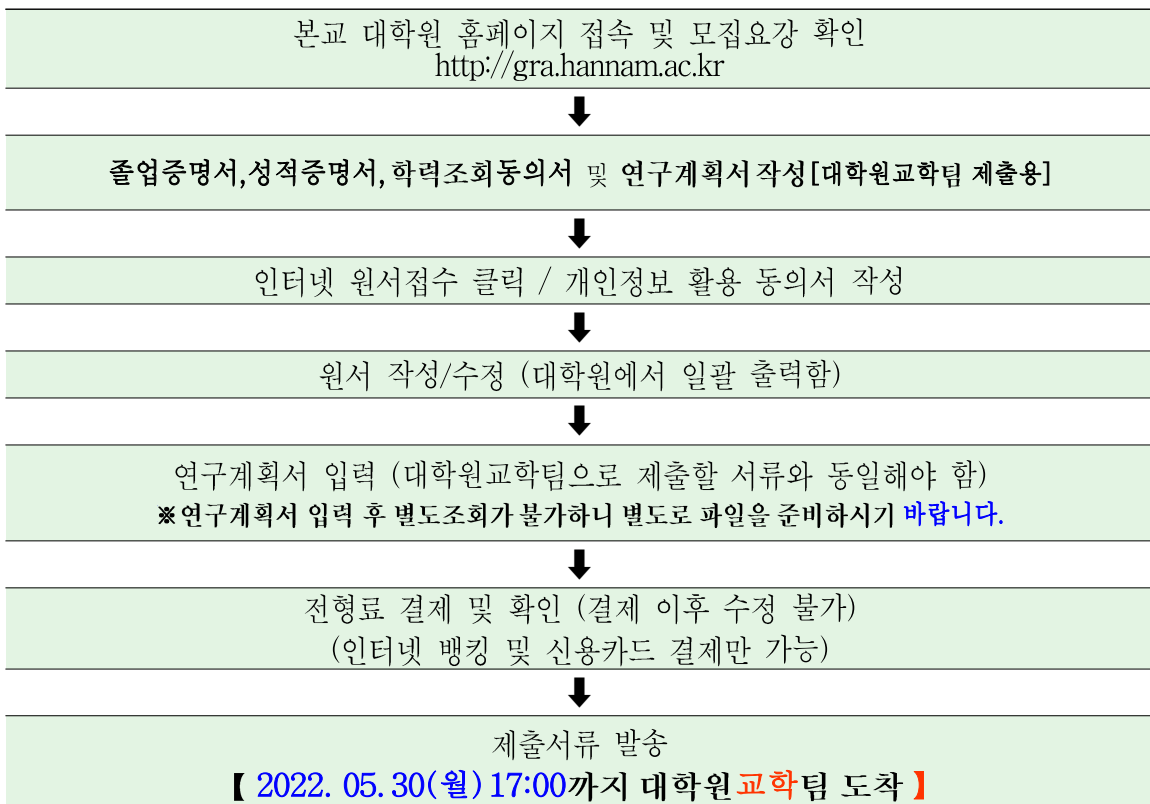 본교 대학원 홈페이지 접속 및 모집요강 확인
http://gra.hannam.ac.kr
졸업증명서,성적증명서, 학력조회동의서 및 연구계획서 작성[대학원교학팀 제출용]
인터넷 원서접수 클릭 / 개인정보 활용 동의서 작성
원서 작성/수정 (대학원에서 일괄 출력함)
연구계획서 입력 (대학원교학팀으로 제출할 서류와 동일해야 함)
※연구계획서 입력 후 별도조회가 불가하니 별도로 파일을 준비하시기 바랍니다.
전형료 결제 및 확인 (결제 이후 수정 불가)
(인터넷 뱅킹 및 신용카드 결제만 가능)
제출서류 발송
【 2022. 05.30(월) 17:00까지 대학원교학팀 도착 】